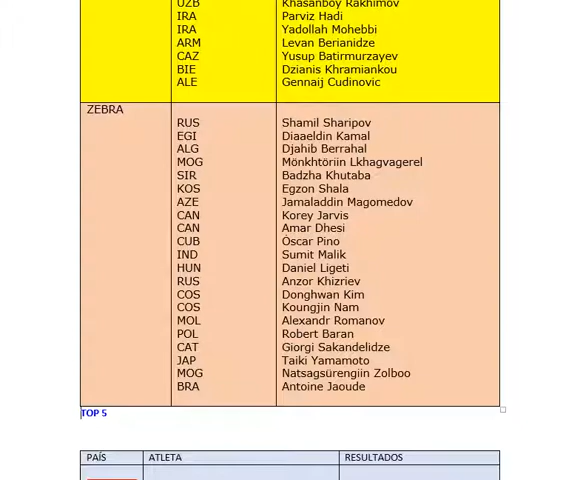 UZB Khasanboy Rakhimov
IRA Parviz Hadi
IRA Yadollah Mohebbi
ARM Levan Berianidze
CAZ Yusup Batirmurzayev
BIE Dzianis Khramiankou
ALE Gennaij Cudinovic
ZEBRA
RUS Shamil Sharipov
EGI Diaaeldin Kamal
ALG Djahib Berrahal
MOG Mönkhtöriin Lkhagvagerel
SIR Badzha Khutaba
KOS Egzon Shala
AZE Jamaladdin Magomedov
CAN Korey Jarvis
CAN Amar Dhesi
CUB Óscar Pino
IND Sumit Malik
HUN Daniel Ligeti
RUS Anzor Khizriev
COS Donghwan Kim
COS Koungjin Nam
MOL Alexandr Romanov
POL Robert Baran
CAT Giorgi Sakandelidze
JAP Taiki Yamamoto
MOG Natsagsürengiin Zolboo
BRA Antoine Jaoude
TOP 5
PAÍS ATLETA RESULTADOS